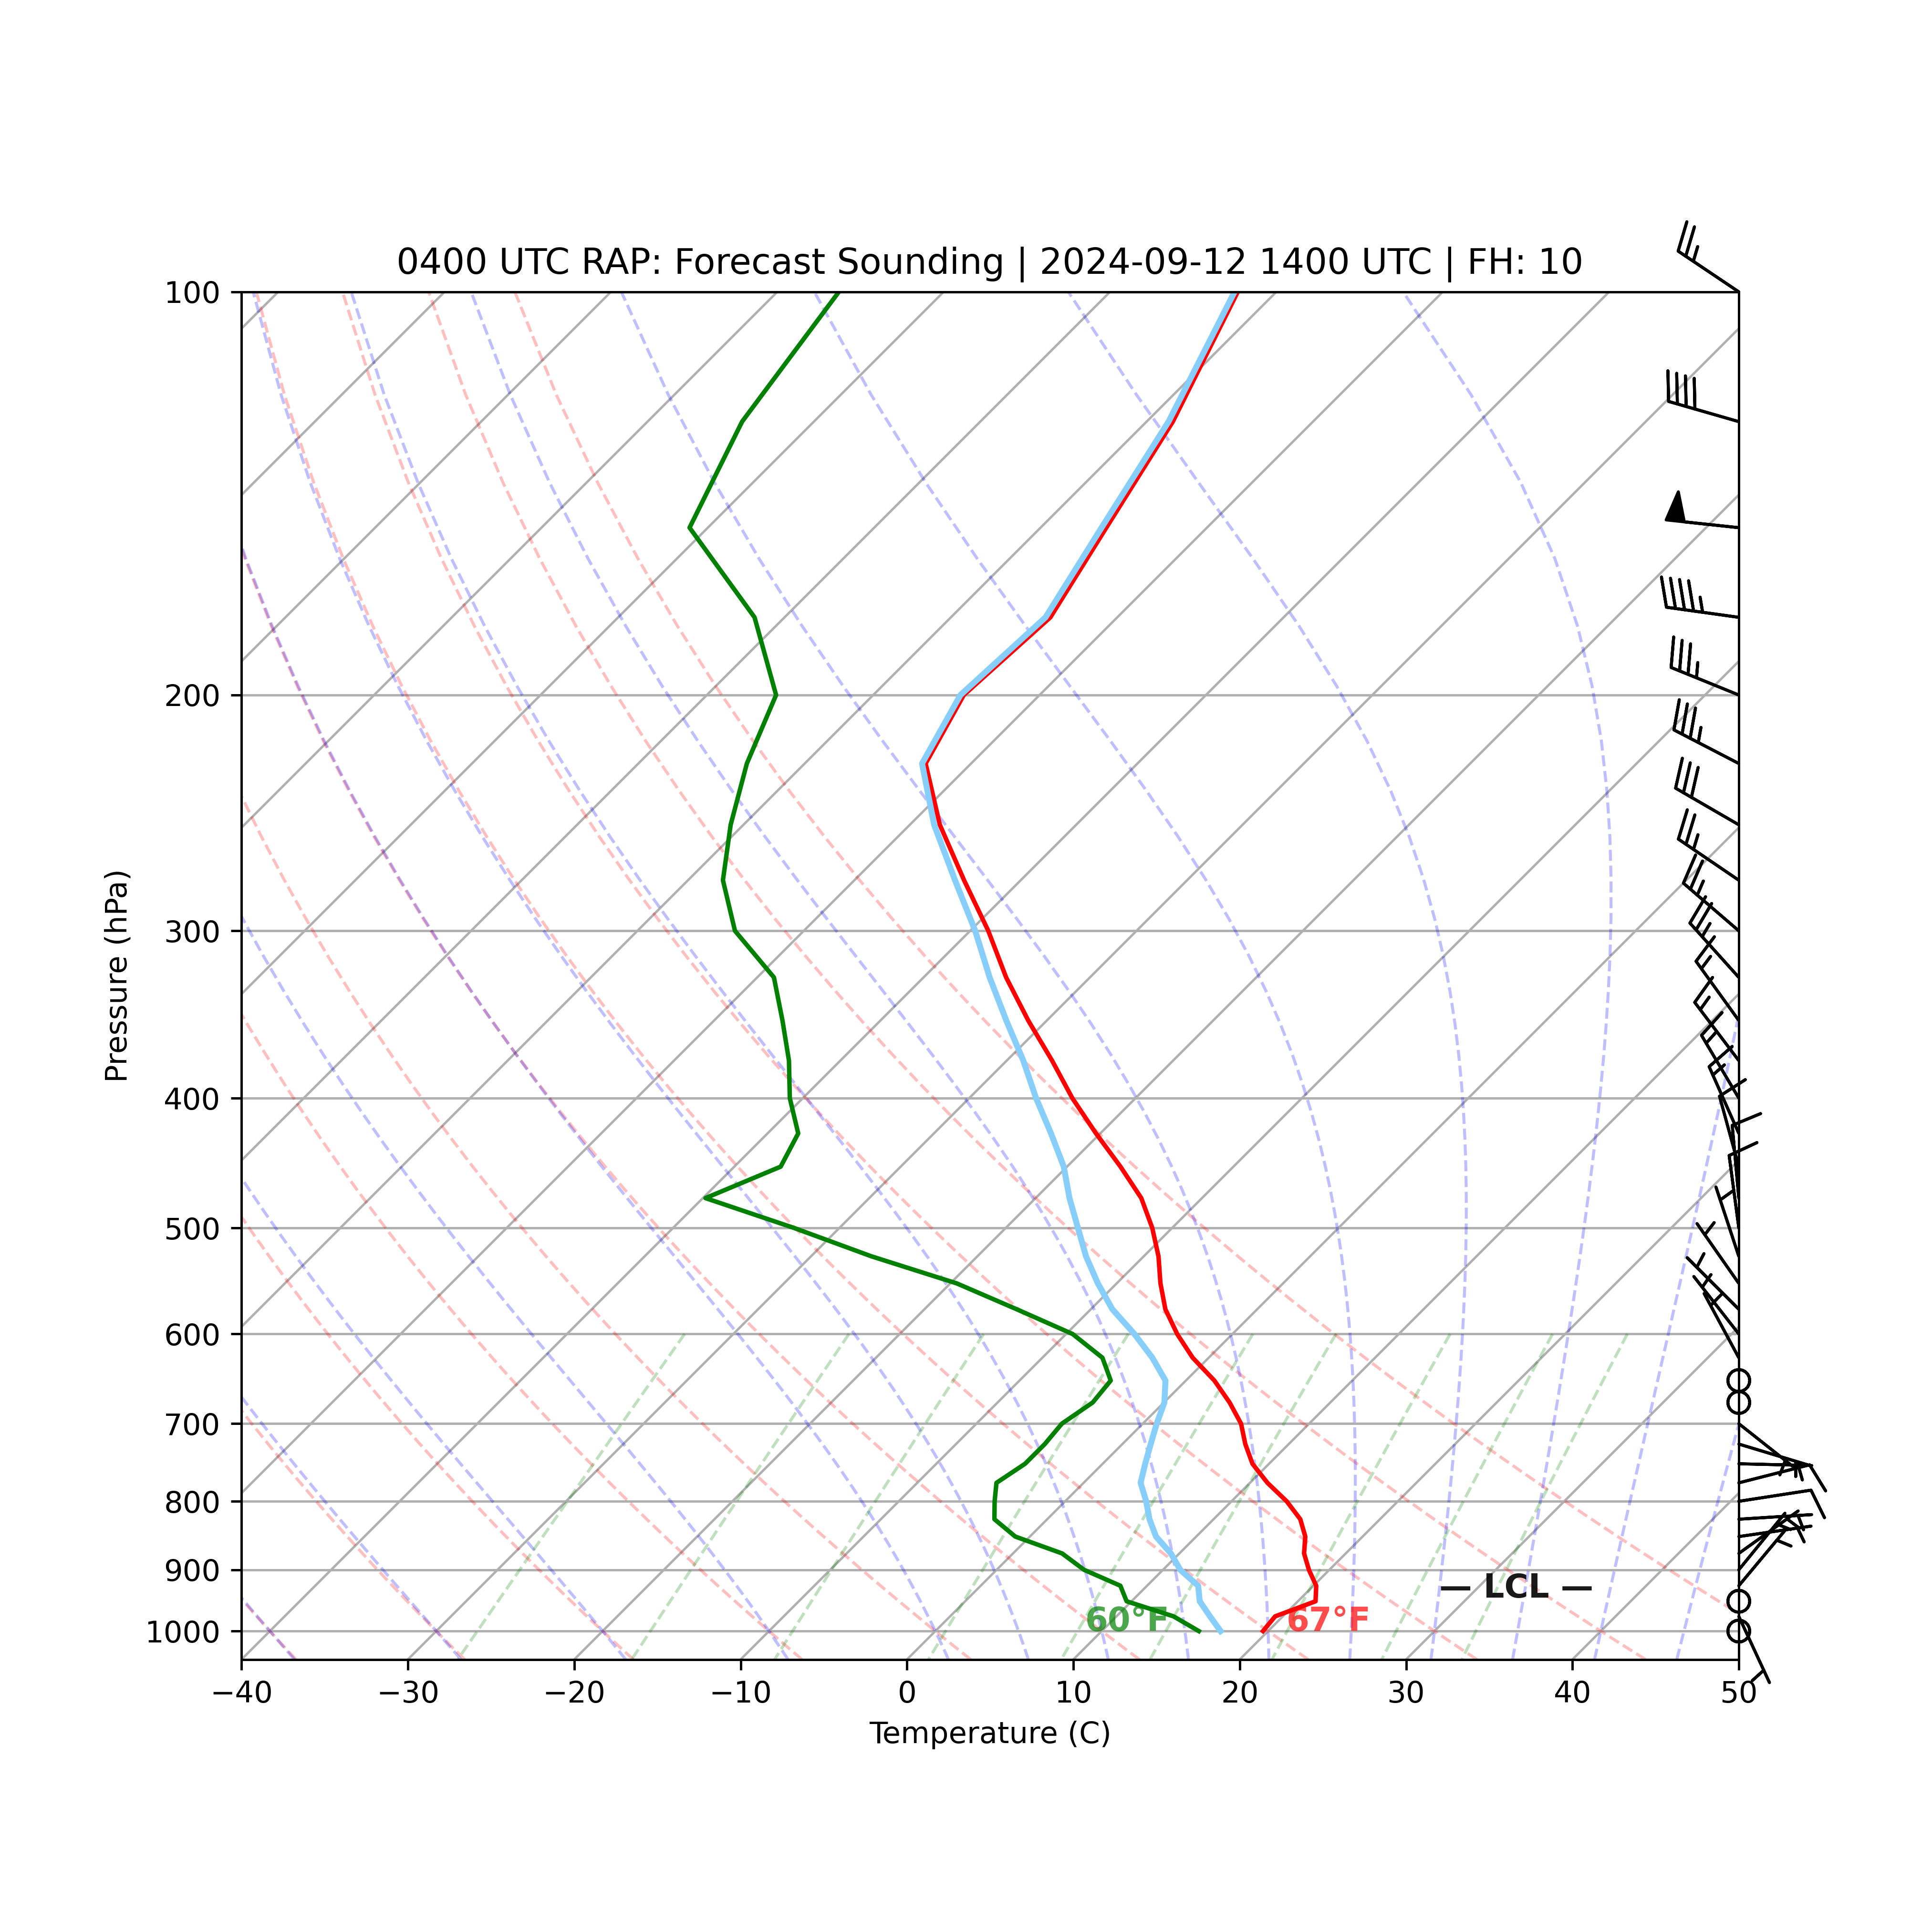 0400 UTC RAP: Forecast Sounding | 2024-09-12 1400 UTC | FH: 10
100
200
300
400
500
600
700
800
900
1000
Pressure (hPa)
— LCL —
60°F 67°F
−40 −30 −20 −10 0 10 20 30 40 50
Temperature (C)